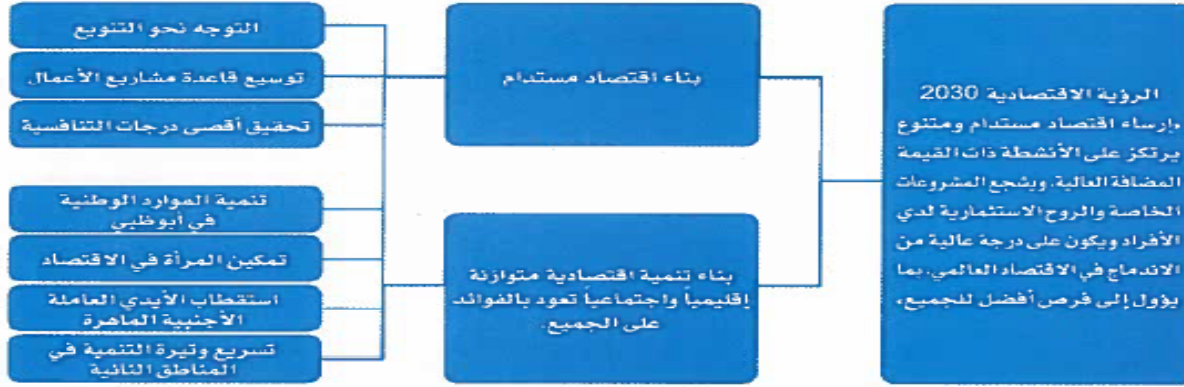 الرؤية الاقتصادية 2030
وإرساء اقتصاد مستدام ومتنوع
يرتكز على الأنشطة ذات القيمة
المضافة العالية، ويشجع المشروعات
الخاصة والروح الاستثمارية لدي
الأفراد ويكون على درجة عالية من
الاندماج في الاقتصاد العالمي، بما
يؤول إلى فرص أفضل للجميع،
بناء اقتصاد مستدام
بناء تنمية اقتصادية متوازنة
إقليمياً واجتماعياً تعود بالفوائد
على الجميع.
التوجه نحو التنويع
توسيع قاعدة مشاريع الأعمال
تحقيق أقصى درجات التنافسية
تنمية الموارد الوطنية
في أبوظبي
تمكين المرأة في الاقتصاد
استقطاب الأيدي العاملة
الأجنبية الماهرة
تسريع وتيرة التنمية في
المناطق النائية